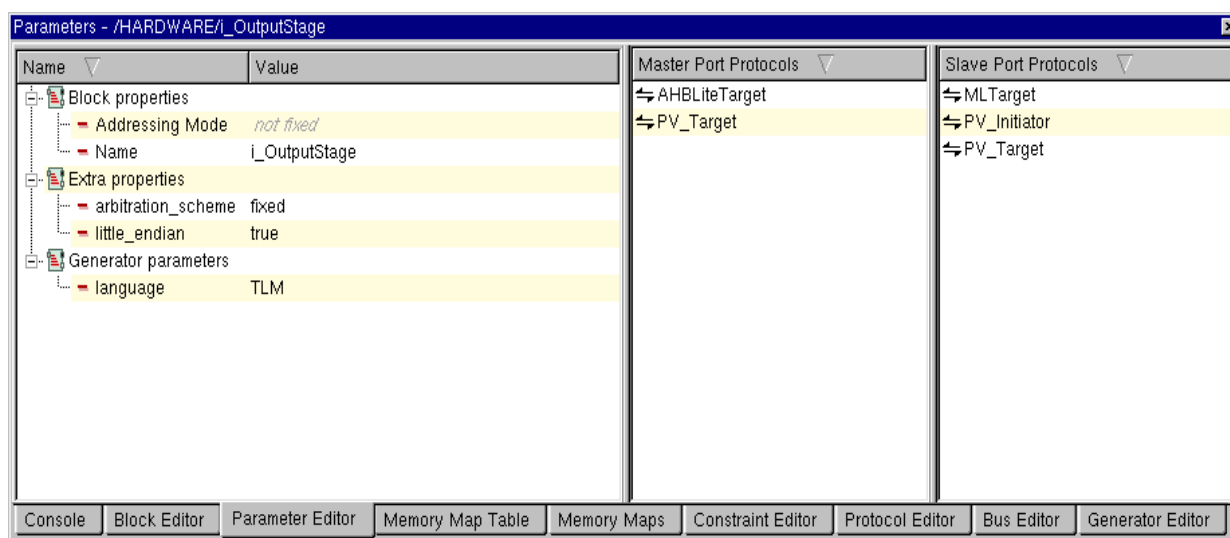 Parameters - /HARDWARE/i_OutputStage
Name Value
Block properties
Addressing Mode not fixed
Name i_OutputStage
Extra properties
arbitration_scheme fixed
little_endian true
Generator parameters
language TLM
Master Port Protocols
AHBLiteTarget
PV_Target
Slave Port Protocols
MLTarget
PV_Initiator
PV_Target
Console Block Editor Parameter Editor Memory Map Table Memory Maps Constraint Editor Protocol Editor Bus Editor Generator Editor